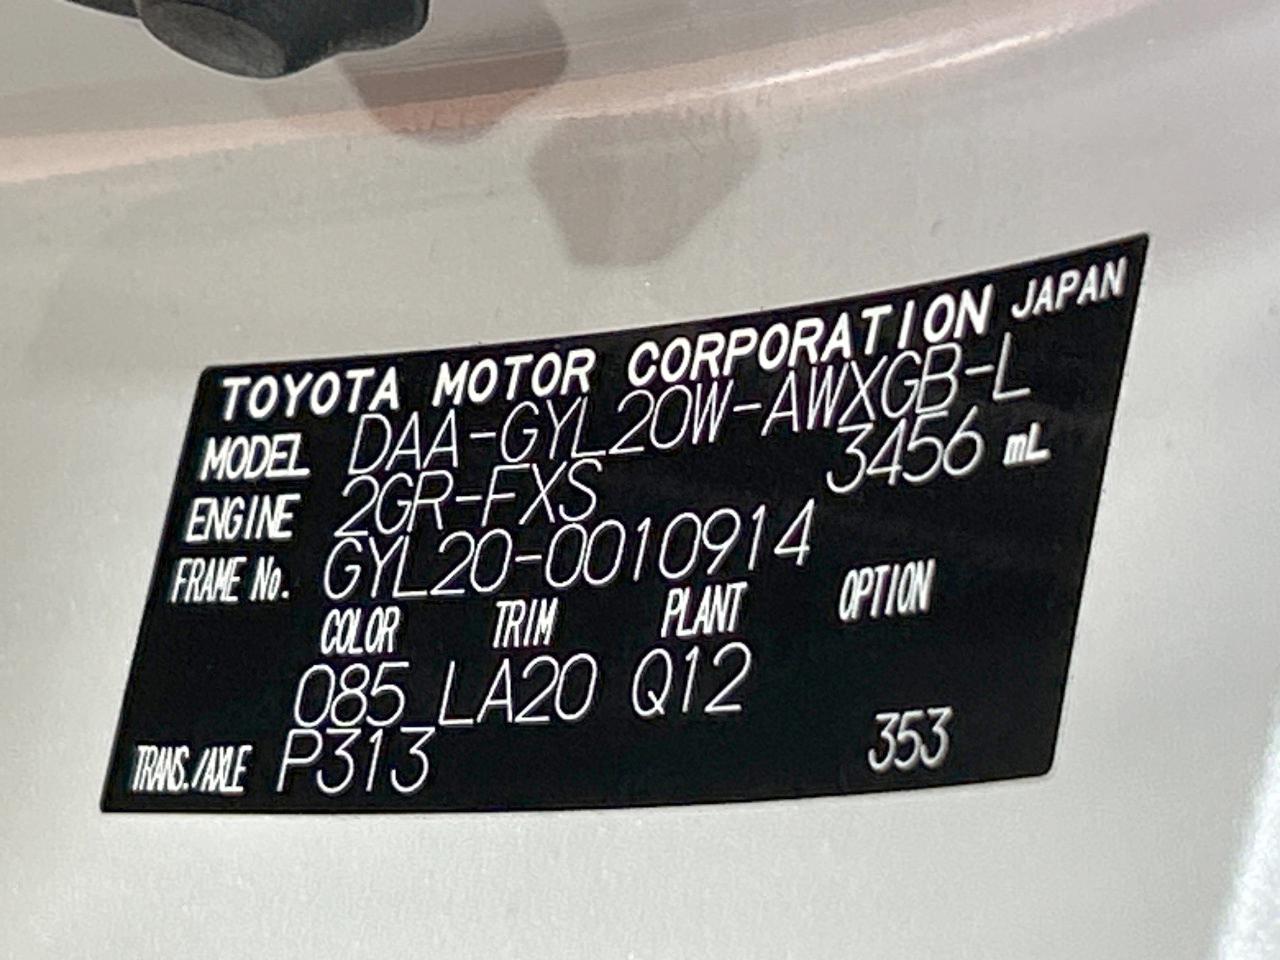 TOYOTA MOTOR CORPORATION JAPAN
MODEL DAA-GYL20W-AWXGB-L
ENGINE 2GR-FXS 3456 mL
FRAME No. GYL20-0010914
COLOR TRIM PLANT OPTION
085 LA20 Q12
TRANS./AXLE P313 353